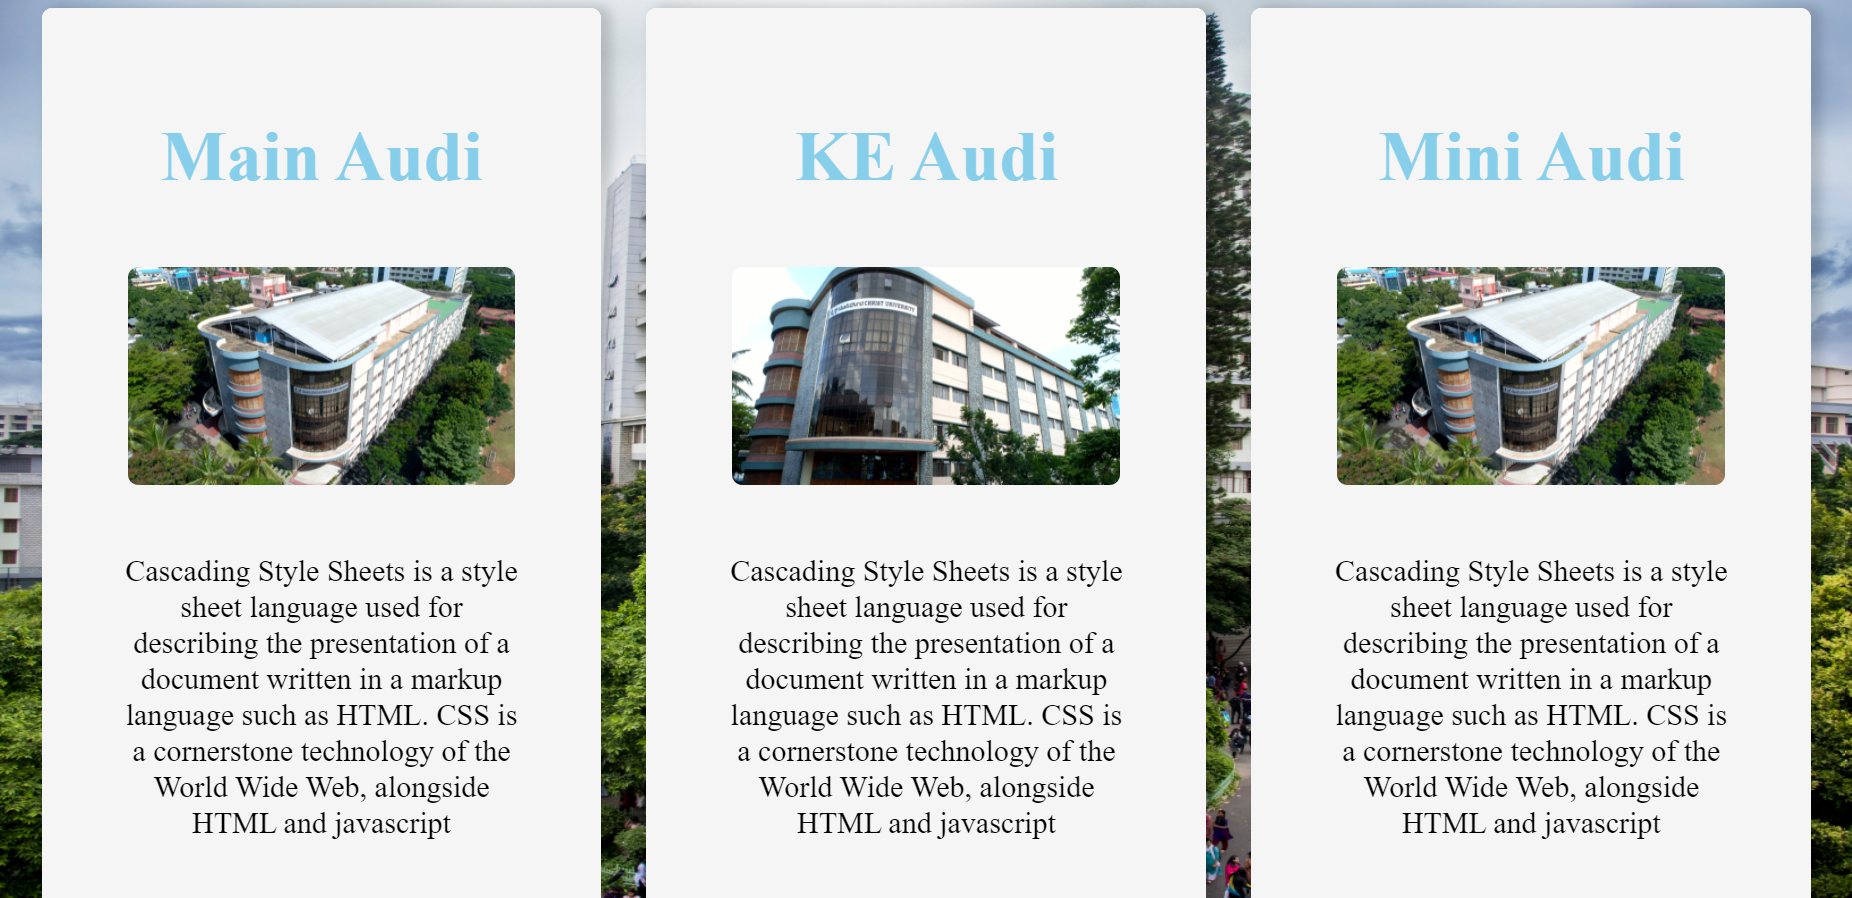 Main Audi
Cascading Style Sheets is a style
sheet language used for
describing the presentation of a
document written in a markup
language such as HTML. CSS is
a cornerstone technology of the
World Wide Web, alongside
HTML and javascript
KE Audi
CHRIST UNIVERSITY
Cascading Style Sheets is a style
sheet language used for
describing the presentation of a
document written in a markup
language such as HTML. CSS is
a cornerstone technology of the
World Wide Web, alongside
HTML and javascript
Mini Audi
Cascading Style Sheets is a style
sheet language used for
describing the presentation of a
document written in a markup
language such as HTML. CSS is
a cornerstone technology of the
World Wide Web, alongside
HTML and javascript